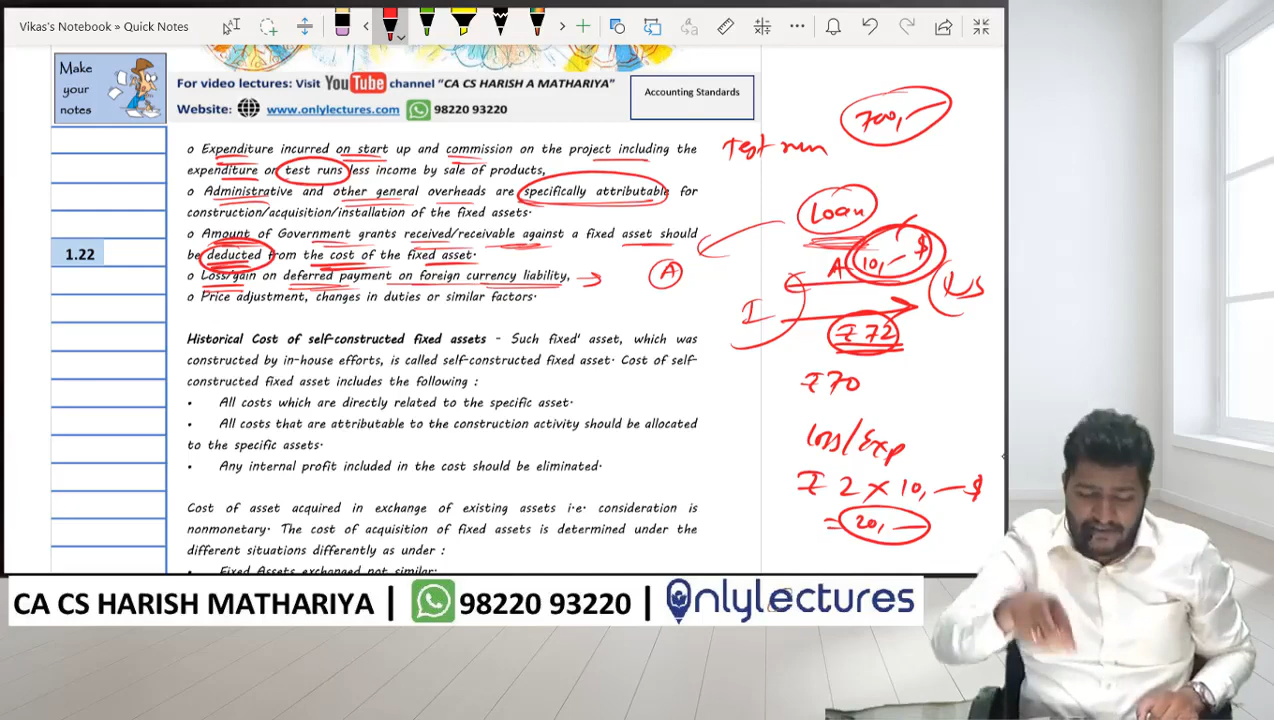 Vikas's Notebook » Quick Notes
Make
your
notes
For video lectures: Visit YouTube channel "CA CS HARISH A MATHARIYA"
Website: www.onlylectures.com 98220 93220
Accounting Standards
700,—
Test run
o Expenditure incurred on start up and commission on the project including the
expenditure on test runs less income by sale of products,
o Administrative and other general overheads are specifically attributable for
construction/acquisition/installation of the fixed assets.
o Amount of Government grants received/receivable against a fixed asset should
be deducted from the cost of the fixed asset.
o Loss/gain on deferred payment on foreign currency liability,
o Price adjustment, changes in duties or similar factors.
1.22
Loan
A
A 10,—$
US
I
₹72
₹70
Loss/Exp
₹ 2 × 10,—$
= 20,—
Historical Cost of self-constructed fixed assets - Such fixed' asset, which was
constructed by in-house efforts, is called self-constructed fixed asset. Cost of self-
constructed fixed asset includes the following :
• All costs which are directly related to the specific asset.
• All costs that are attributable to the construction activity should be allocated
to the specific assets.
• Any internal profit included in the cost should be eliminated.
Cost of asset acquired in exchange of existing assets i.e. consideration is
nonmonetary. The cost of acquisition of fixed assets is determined under the
different situations differently as under :
• Fixed Assets exchanged not similar:
CA CS HARISH MATHARIYA | 98220 93220 | Onlylectures